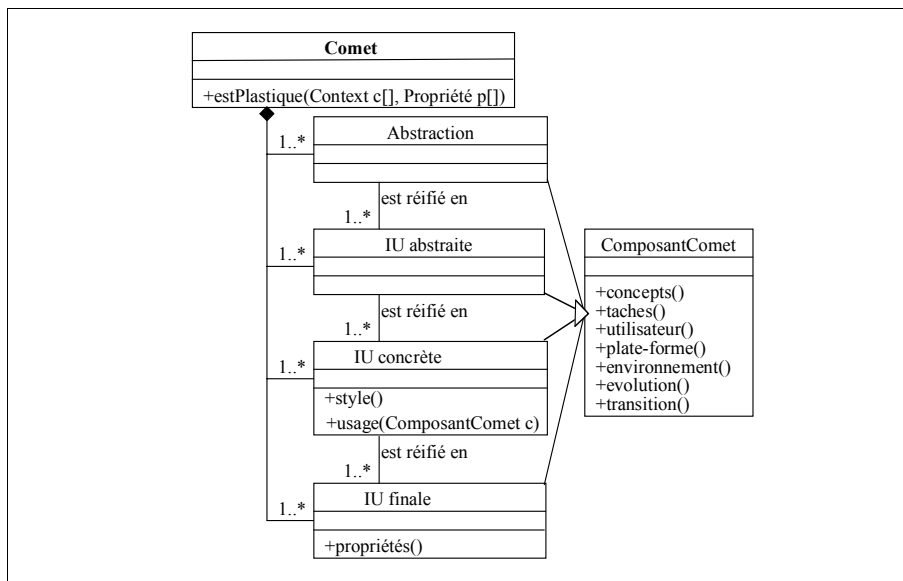 Comet
+estPlastique(Context c[], Propriété p[])
1..*
Abstraction
est réifié en
1..*
1..*
IU abstraite
ComposantComet
+concepts()
+taches()
+utilisateur()
+plate-forme()
+environnement()
+evolution()
+transition()
est réifié en
1..*
1..*
IU concrète
+style()
+usage(ComposantComet c)
est réifié en
1..*
1..*
IU finale
+propriétés()